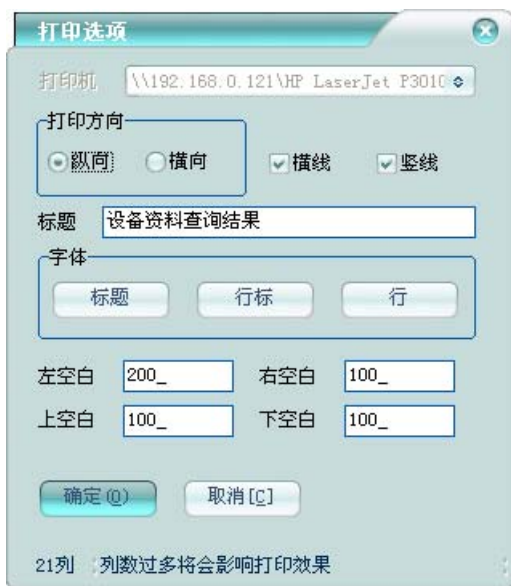 打印选项
打印机 \\192.168.0.121\HP LaserJet P3010
打印方向
纵向 横向 横线 竖线
标题 设备资料查询结果
字体
标题 行标 行
左空白 200_ 右空白 100_
上空白 100_ 下空白 100_
确定(O) 取消[C]
21列 列数过多将会影响打印效果